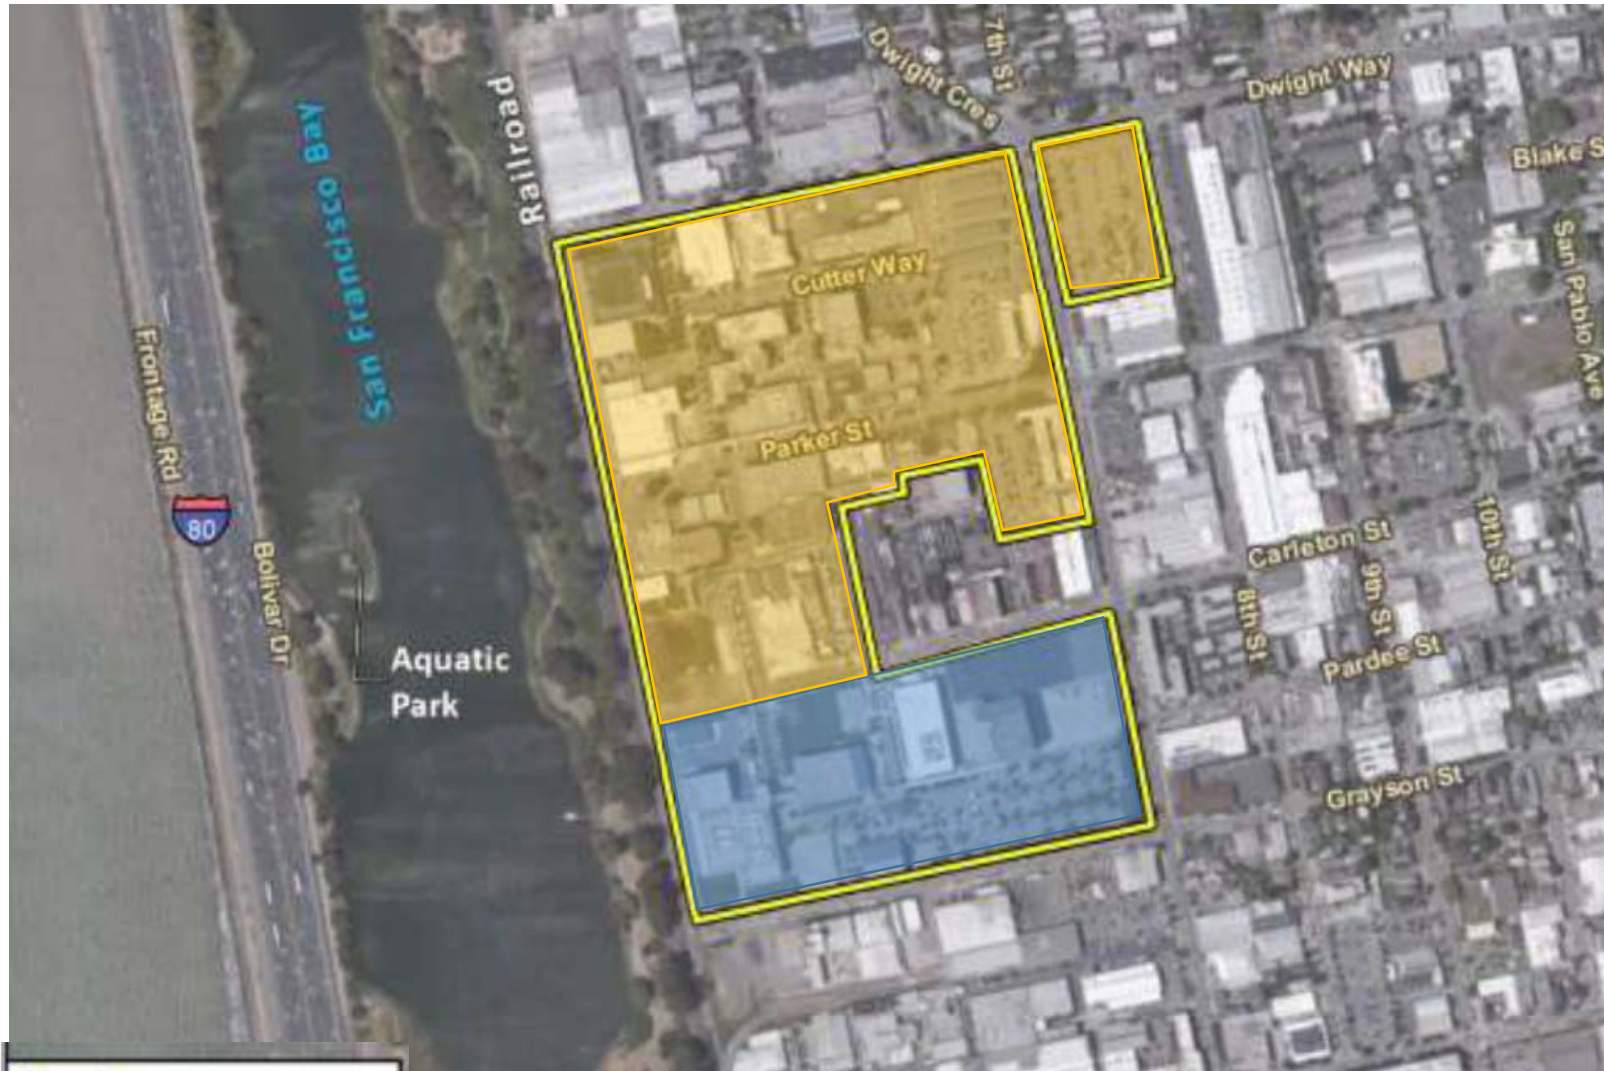 7th St
Dwight Cres
Dwight Way
Railroad
San Francisco Bay
Blake S
Cutter Way
San Pablo Ave
Frontage Rd
Parker St
80
Bolivar Dr
10th St
Carleton St
9th St
8th St
Aquatic
Park
Pardee St
Grayson St